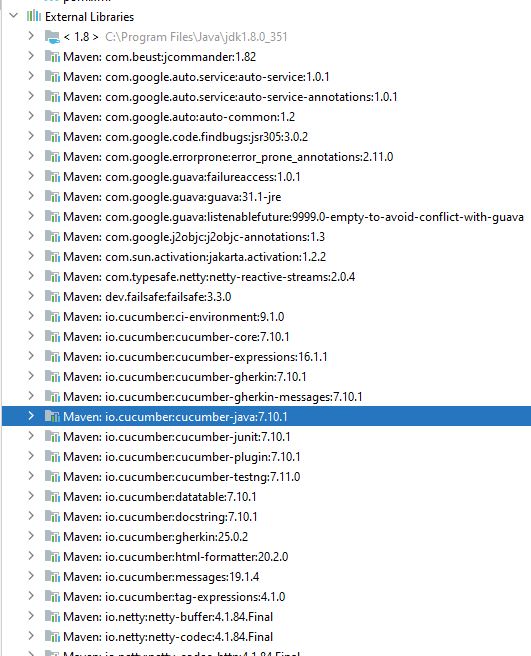 External Libraries
< 1.8 > C:\Program Files\Java\jdk1.8.0_351
Maven: com.beust:jcommander:1.82
Maven: com.google.auto.service:auto-service:1.0.1
Maven: com.google.auto.service:auto-service-annotations:1.0.1
Maven: com.google.auto:auto-common:1.2
Maven: com.google.code.findbugs:jsr305:3.0.2
Maven: com.google.errorprone:error_prone_annotations:2.11.0
Maven: com.google.guava:failureaccess:1.0.1
Maven: com.google.guava:guava:31.1-jre
Maven: com.google.guava:listenablefuture:9999.0-empty-to-avoid-conflict-with-guava
Maven: com.google.j2objc:j2objc-annotations:1.3
Maven: com.sun.activation:jakarta.activation:1.2.2
Maven: com.typesafe.netty:netty-reactive-streams:2.0.4
Maven: dev.failsafe:failsafe:3.3.0
Maven: io.cucumber:ci-environment:9.1.0
Maven: io.cucumber:cucumber-core:7.10.1
Maven: io.cucumber:cucumber-expressions:16.1.1
Maven: io.cucumber:cucumber-gherkin:7.10.1
Maven: io.cucumber:cucumber-gherkin-messages:7.10.1
Maven: io.cucumber:cucumber-java:7.10.1
Maven: io.cucumber:cucumber-junit:7.10.1
Maven: io.cucumber:cucumber-plugin:7.10.1
Maven: io.cucumber:cucumber-testng:7.11.0
Maven: io.cucumber:datatable:7.10.1
Maven: io.cucumber:docstring:7.10.1
Maven: io.cucumber:gherkin:25.0.2
Maven: io.cucumber:html-formatter:20.2.0
Maven: io.cucumber:messages:19.1.4
Maven: io.cucumber:tag-expressions:4.1.0
Maven: io.netty:netty-buffer:4.1.84.Final
Maven: io.netty:netty-codec:4.1.84.Final
Maven: io.netty:netty-codec-http:4.1.84.Final